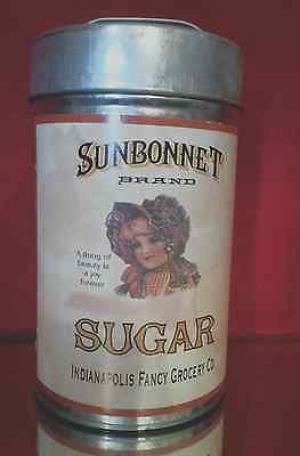 SUNBONNET
BRAND
A thing of
beauty is
a joy
forever
SUGAR
INDIANAPOLIS FANCY GROCERY CO.